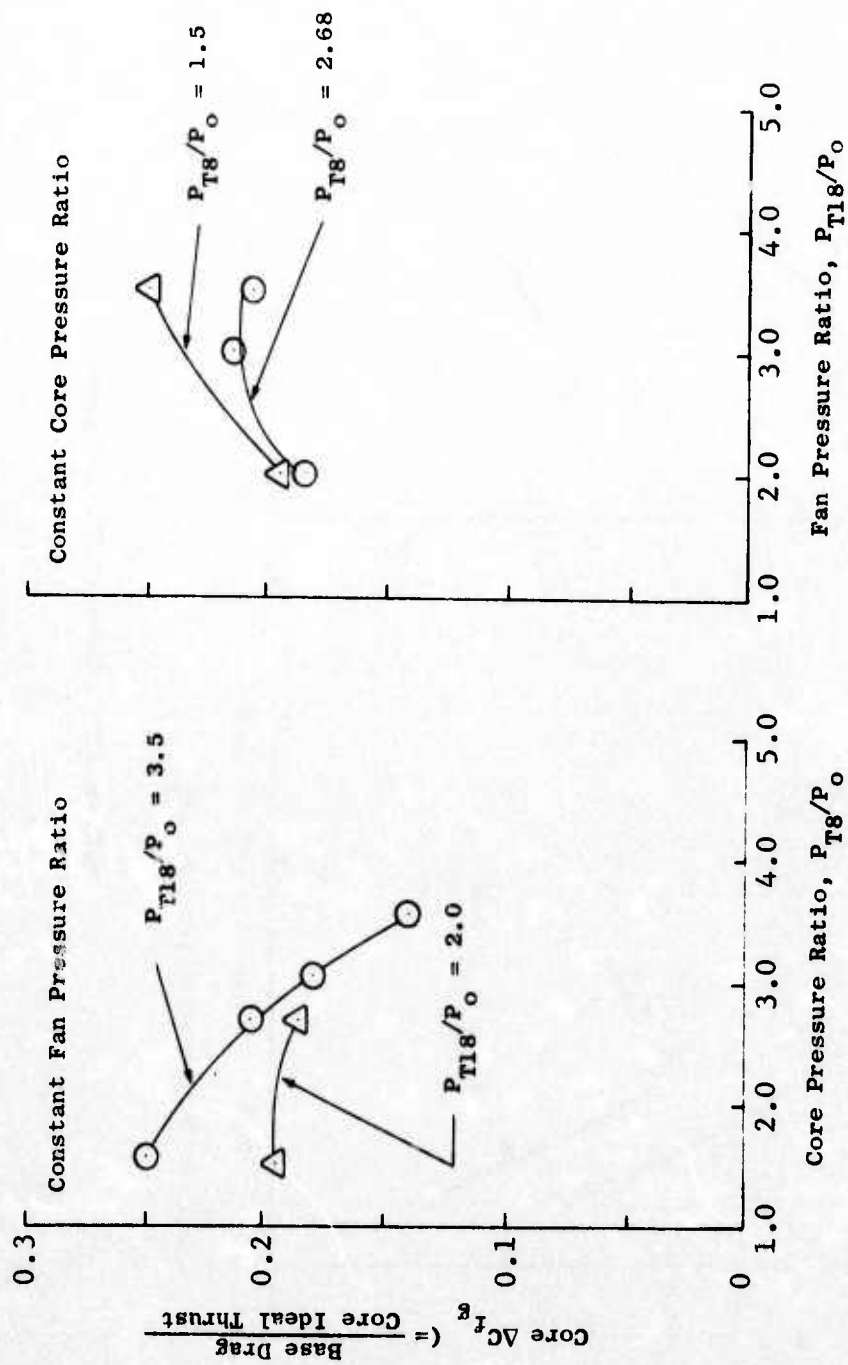 Core ΔC_fg (= Base Drag / Core Ideal Thrust)
0.3
0.2
0.1
0
Constant Fan Pressure Ratio
P_T18/P_o = 3.5
P_T18/P_o = 2.0
1.0 2.0 3.0 4.0 5.0
Core Pressure Ratio, P_T8/P_o
Constant Core Pressure Ratio
P_T8/P_o = 1.5
P_T8/P_o = 2.68
1.0 2.0 3.0 4.0 5.0
Fan Pressure Ratio, P_T18/P_o